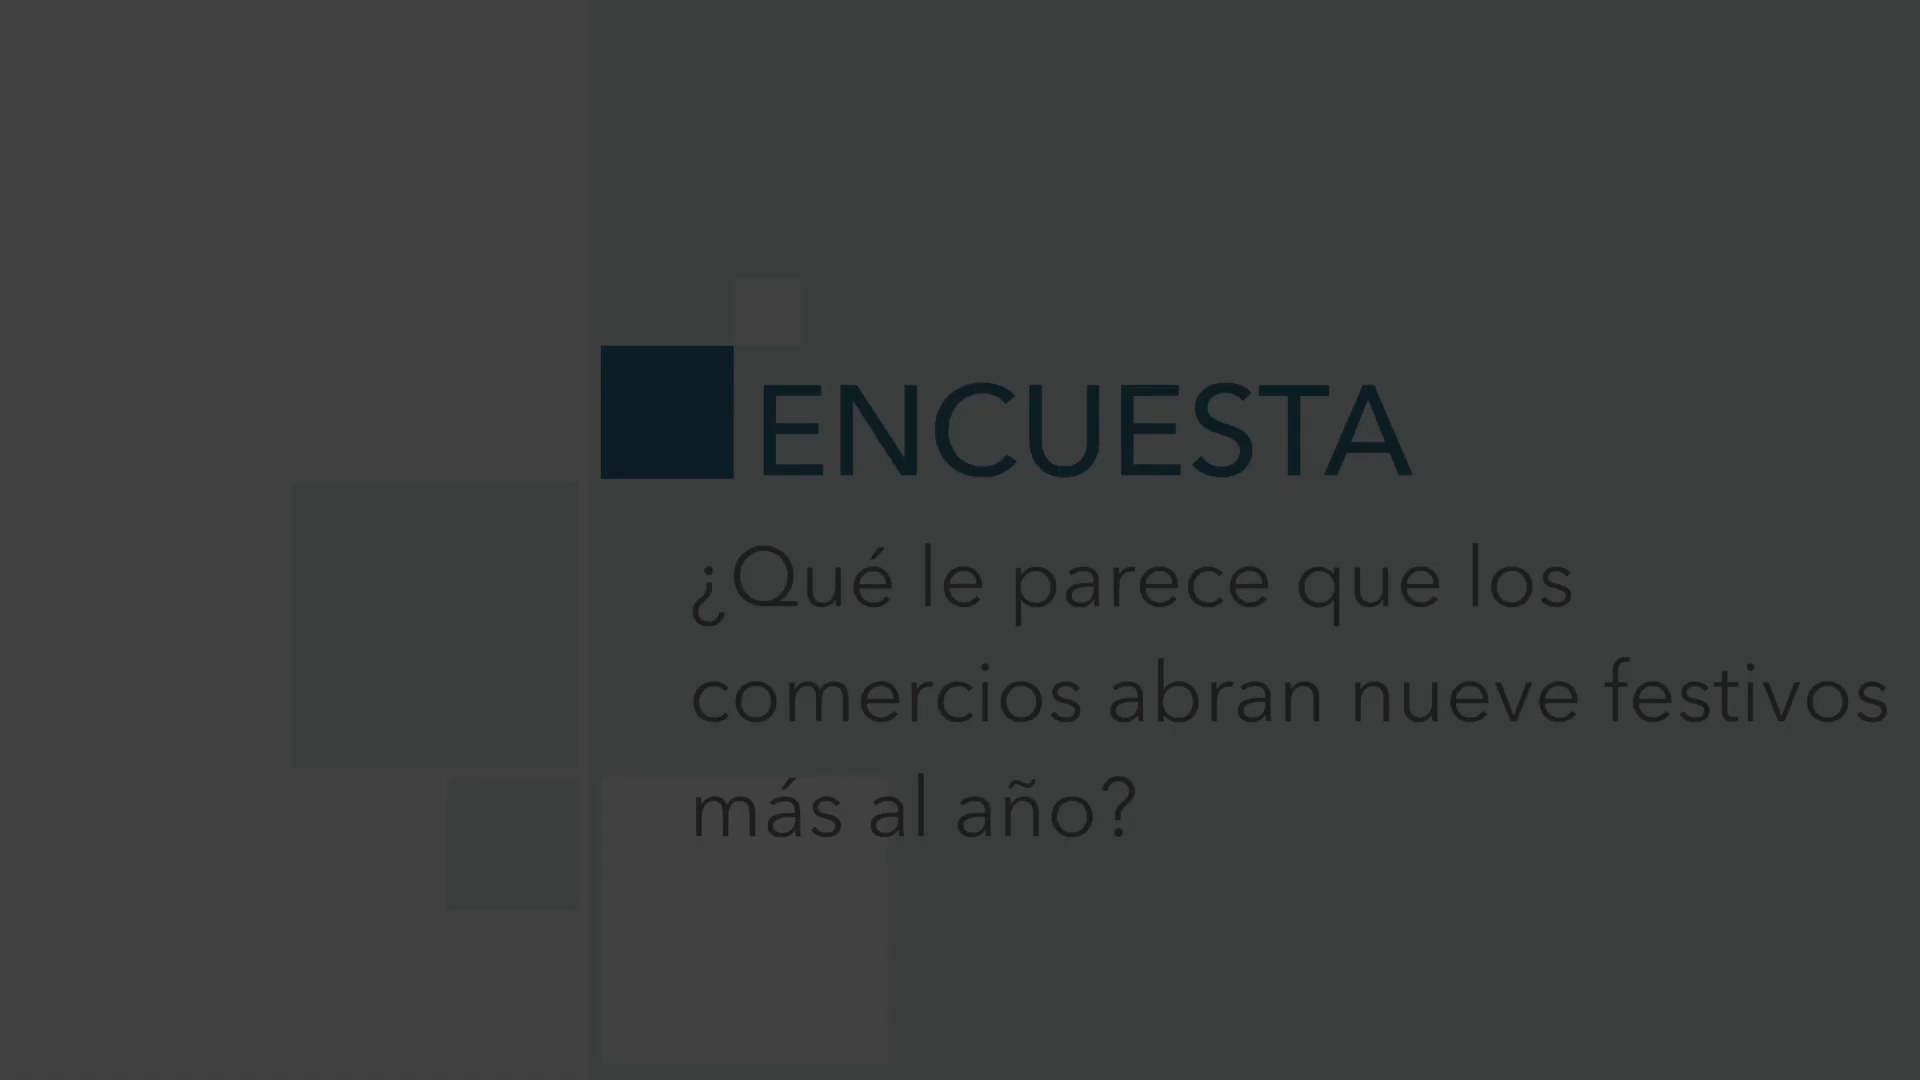 ENCUESTA
¿Qué le parece que los
comercios abran nueve festivos
más al año?